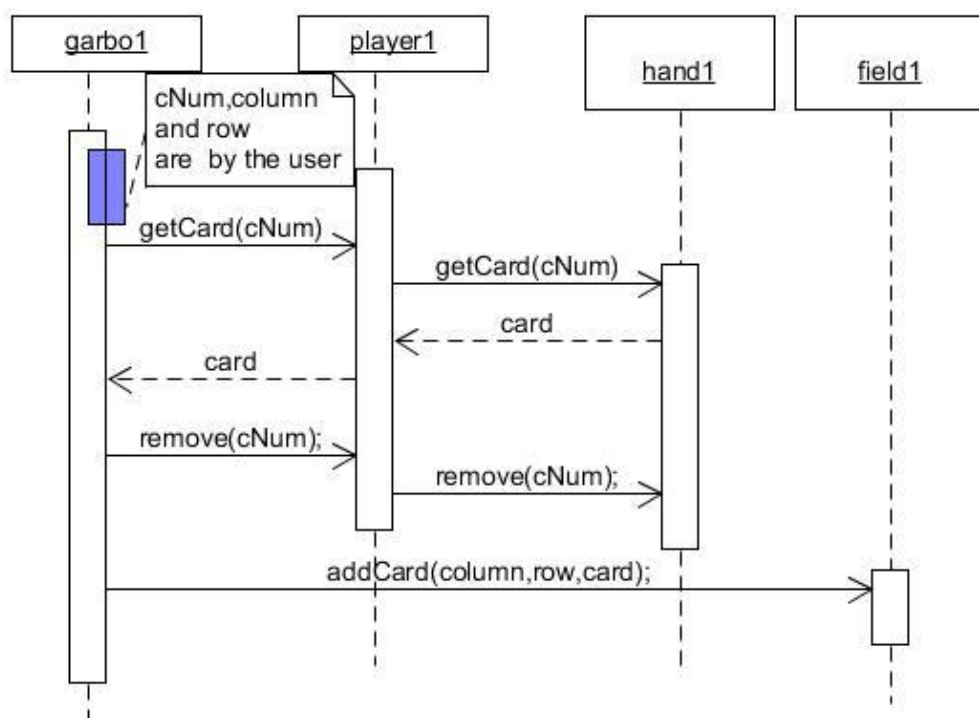 garbo1
player1
hand1
field1
cNum,column
and row
are by the user
getCard(cNum)
getCard(cNum)
card
card
remove(cNum);
remove(cNum);
addCard(column,row,card);